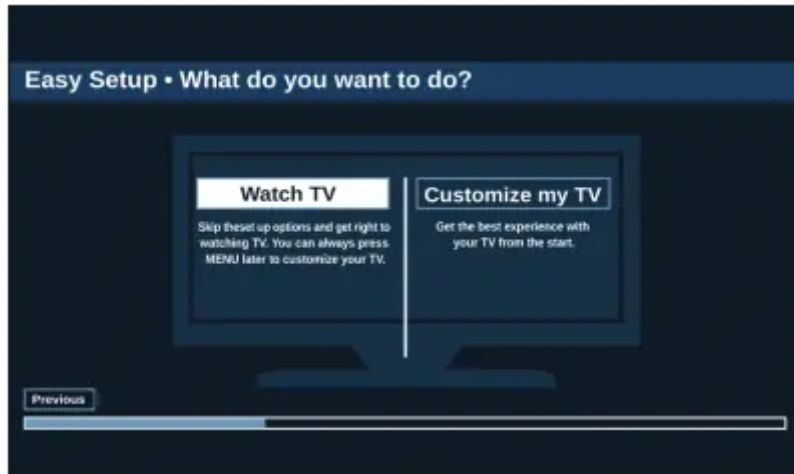 Easy Setup • What do you want to do?
Watch TV
Skip theset up options and get right to
watching TV. You can always press
MENU later to customize your TV.
Customize my TV
Get the best experience with
your TV from the start.
Previous